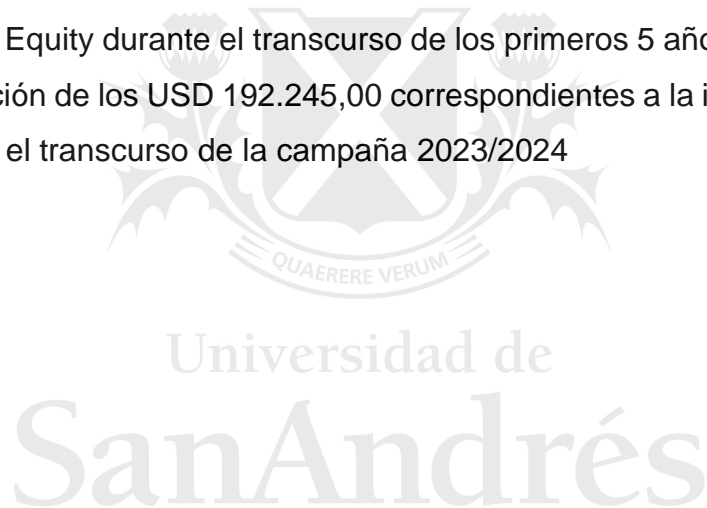 Equity durante el transcurso de los primeros 5 año
ción de los USD 192.245,00 correspondientes a la i
el transcurso de la campaña 2023/2024
QUAERERE VERUM
Universidad de
SanAndrés